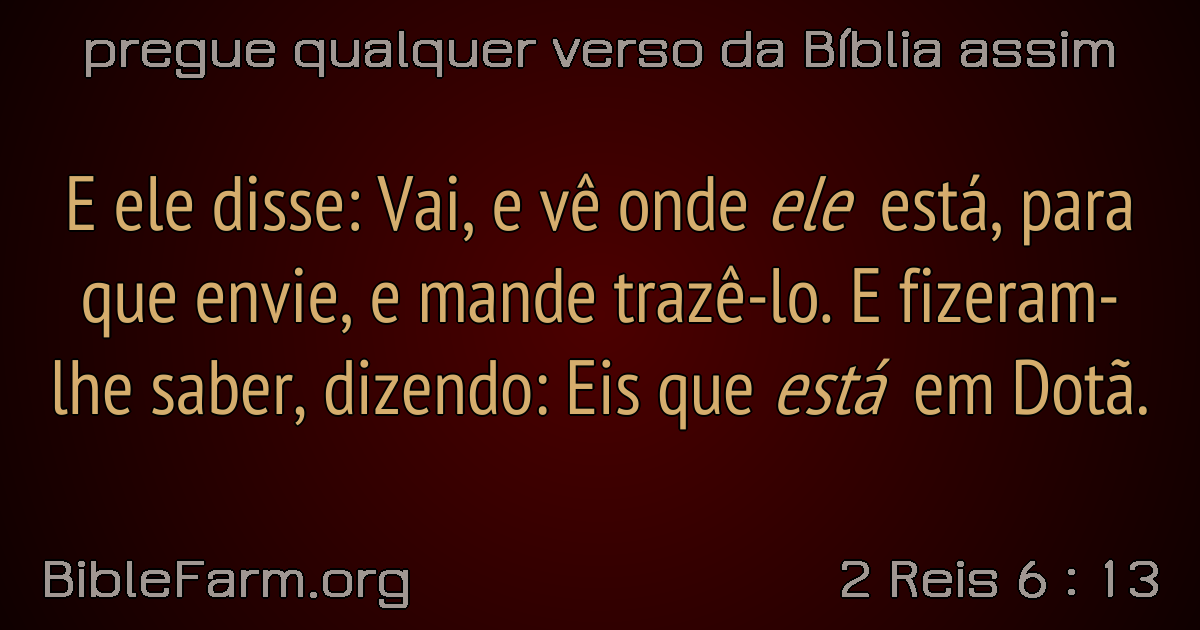 pregue qualquer verso da Bíblia assim
E ele disse: Vai, e vê onde ele está, para
que envie, e mande trazê-lo. E fizeram-
lhe saber, dizendo: Eis que está em Dotã.
BibleFarm.org
2 Reis 6 : 13